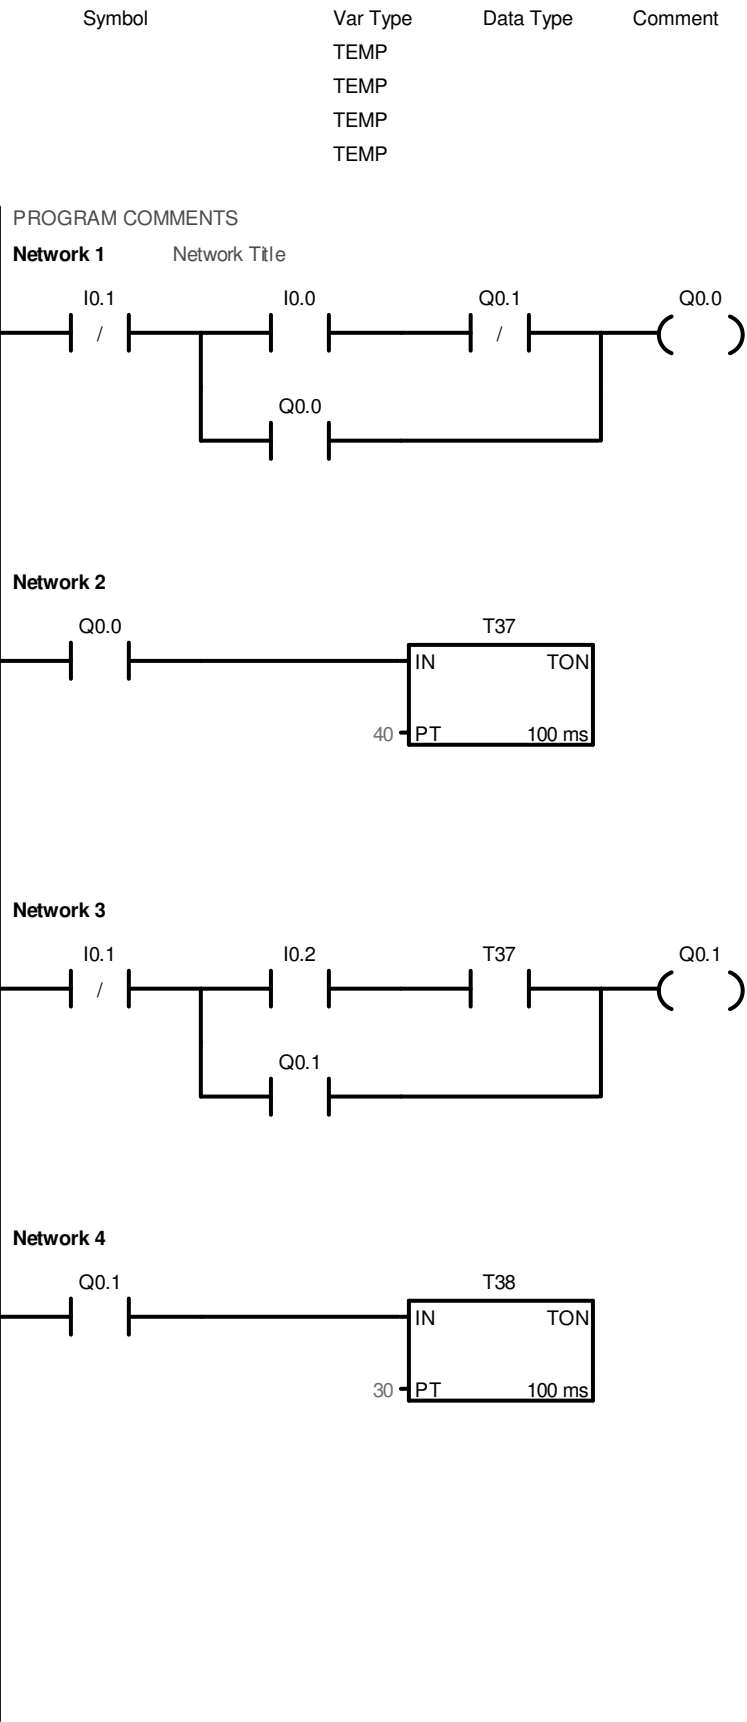 Symbol Var Type Data Type Comment
TEMP
TEMP
TEMP
TEMP
PROGRAM COMMENTS
Network 1 Network Title
I0.1 I0.0 Q0.1 Q0.0
/ /
Q0.0
Network 2
Q0.0 T37
IN TON
40 PT 100 ms
Network 3
I0.1 I0.2 T37 Q0.1
/
Q0.1
Network 4
Q0.1 T38
IN TON
30 PT 100 ms